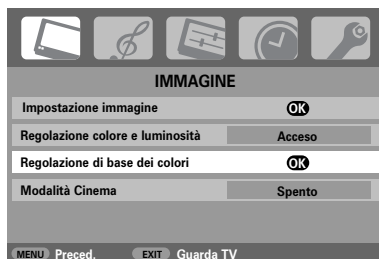 IMMAGINE
Impostazione immagine OK
Regolazione colore e luminosità Acceso
Regolazione di base dei colori OK
Modalità Cinema Spento
MENU Preced. EXIT Guarda TV